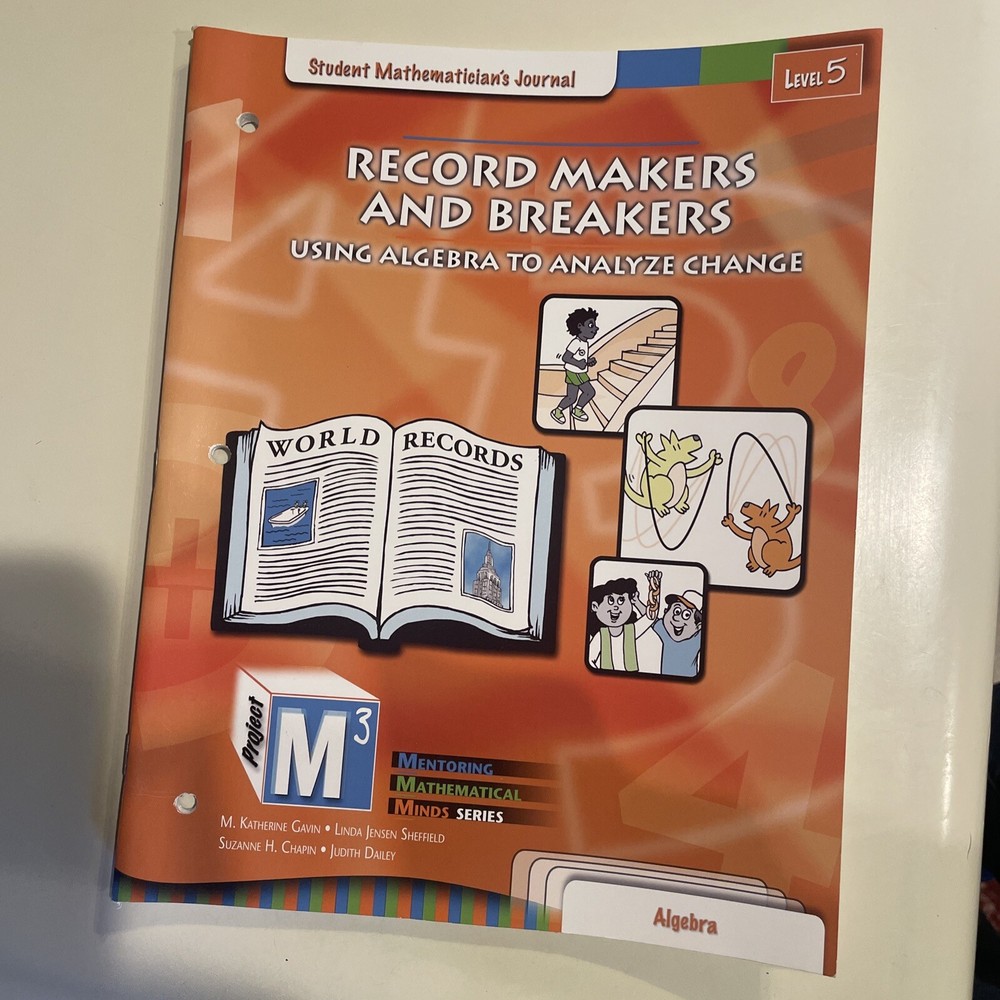 Student Mathematician's Journal
LEVEL 5
RECORD MAKERS
AND BREAKERS
USING ALGEBRA TO ANALYZE CHANGE
WORLD RECORDS
Project
M3
MENTORING
MATHEMATICAL
MINDS SERIES
M. KATHERINE GAVIN • LINDA JENSEN SHEFFIELD
SUZANNE H. CHAPIN • JUDITH DAILEY
Algebra